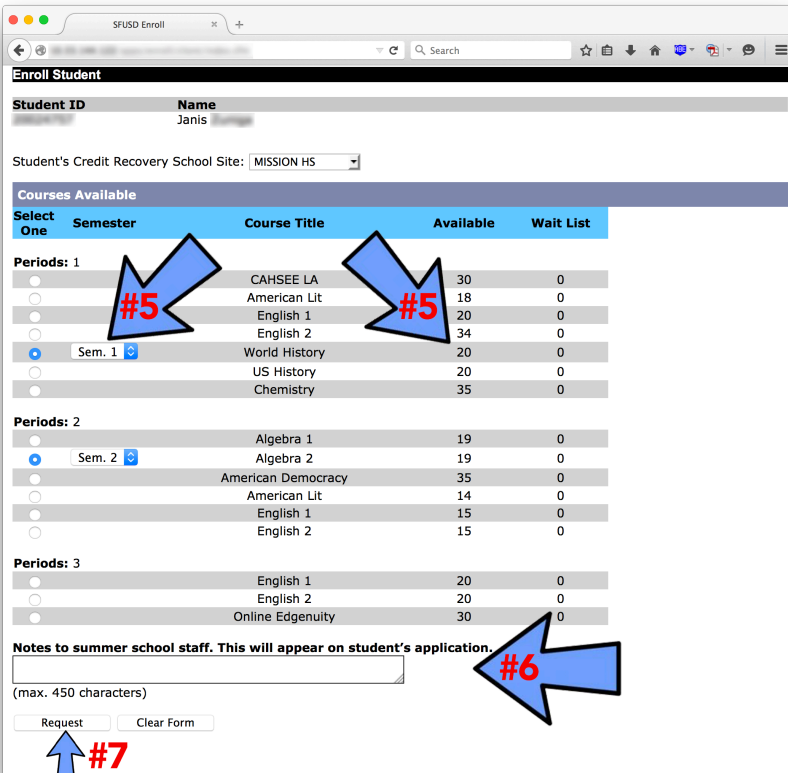 SFUSD Enroll
Search
Enroll Student
Student ID Name
Janis
Student's Credit Recovery School Site: MISSION HS
Courses Available
Select One Semester Course Title Available Wait List
Periods: 1
CAHSEE LA 30 0
American Lit 18 0
#5 English 1 #5 20 0
English 2 34 0
Sem. 1 World History 20 0
US History 20 0
Chemistry 35 0
Periods: 2
Algebra 1 19 0
Sem. 2 Algebra 2 19 0
American Democracy 35 0
American Lit 14 0
English 1 15 0
English 2 15 0
Periods: 3
English 1 20 0
English 2 20 0
Online Edgenuity 30 0
Notes to summer school staff. This will appear on student's application.
#6
(max. 450 characters)
Request Clear Form
#7